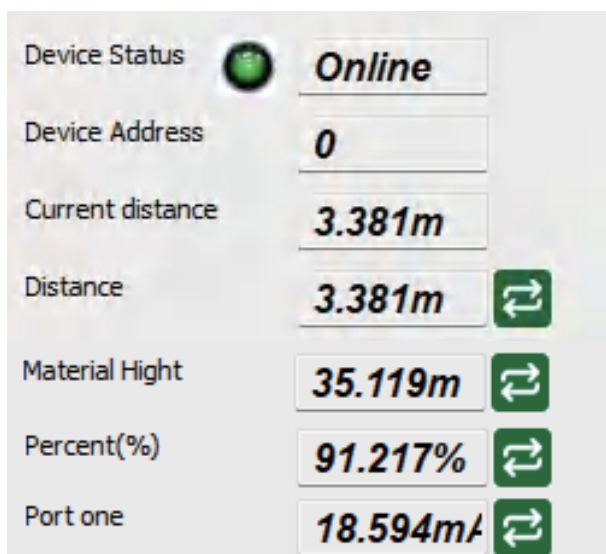 Device Status Online
Device Address 0
Current distance 3.381m
Distance 3.381m
Material Hight 35.119m
Percent(%) 91.217%
Port one 18.594mA